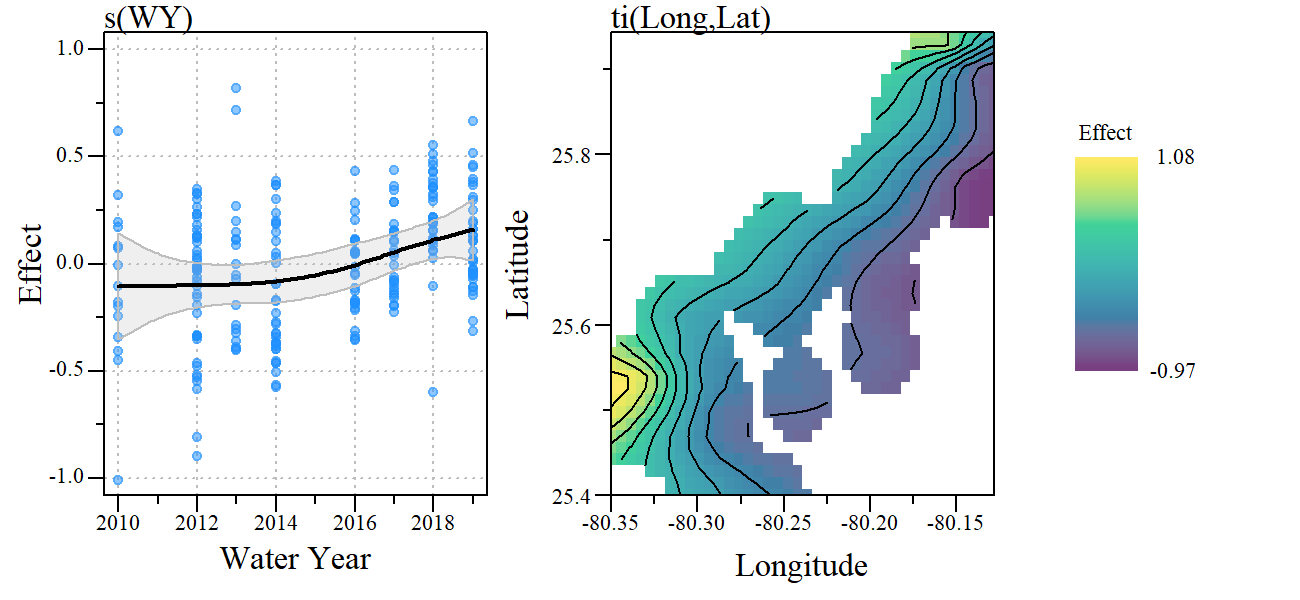 s(WY)
1.0
0.5
0.0
-0.5
-1.0
Effect
2010 2012 2014 2016 2018
Water Year
ti(Long,Lat)
25.8
25.6
25.4
Latitude
-80.35 -80.30 -80.25 -80.20 -80.15
Longitude
Effect
1.08
-0.97